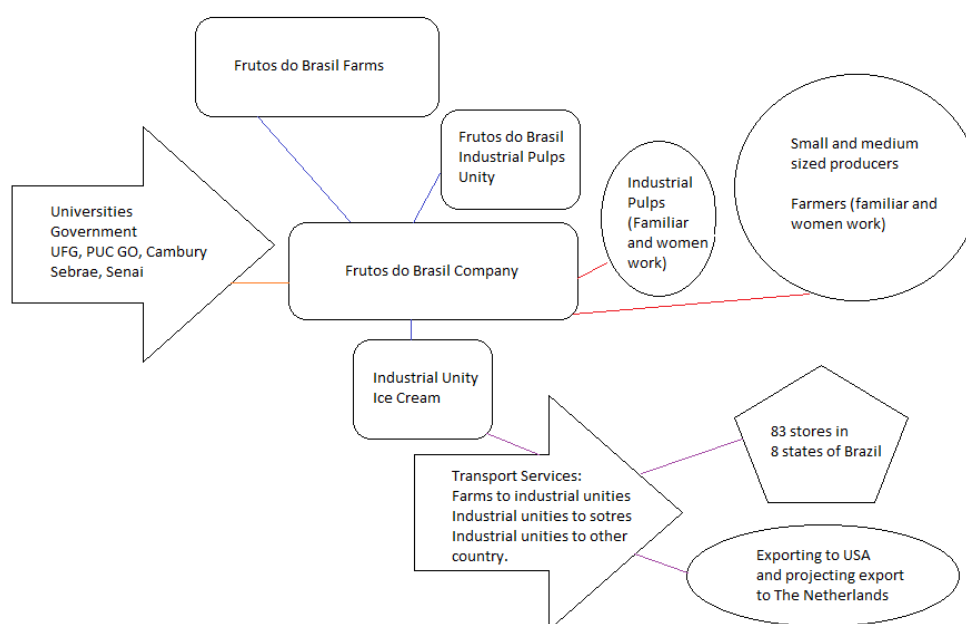 Frutos do Brasil Farms
Frutos do Brasil
Industrial Pulps
Unity
Small and medium
sized producers
Farmers (familiar and
women work)
Industrial
Pulps
(Familiar
and women
work)
Universities
Government
UFG, PUC GO, Cambury
Sebrae, Senai
Frutos do Brasil Company
Industrial Unity
Ice Cream
83 stores in
8 states of Brazil
Transport Services:
Farms to industrial unities
Industrial unities to sotres
Industrial unities to other
country.
Exporting to USA
and projecting export
to The Netherlands